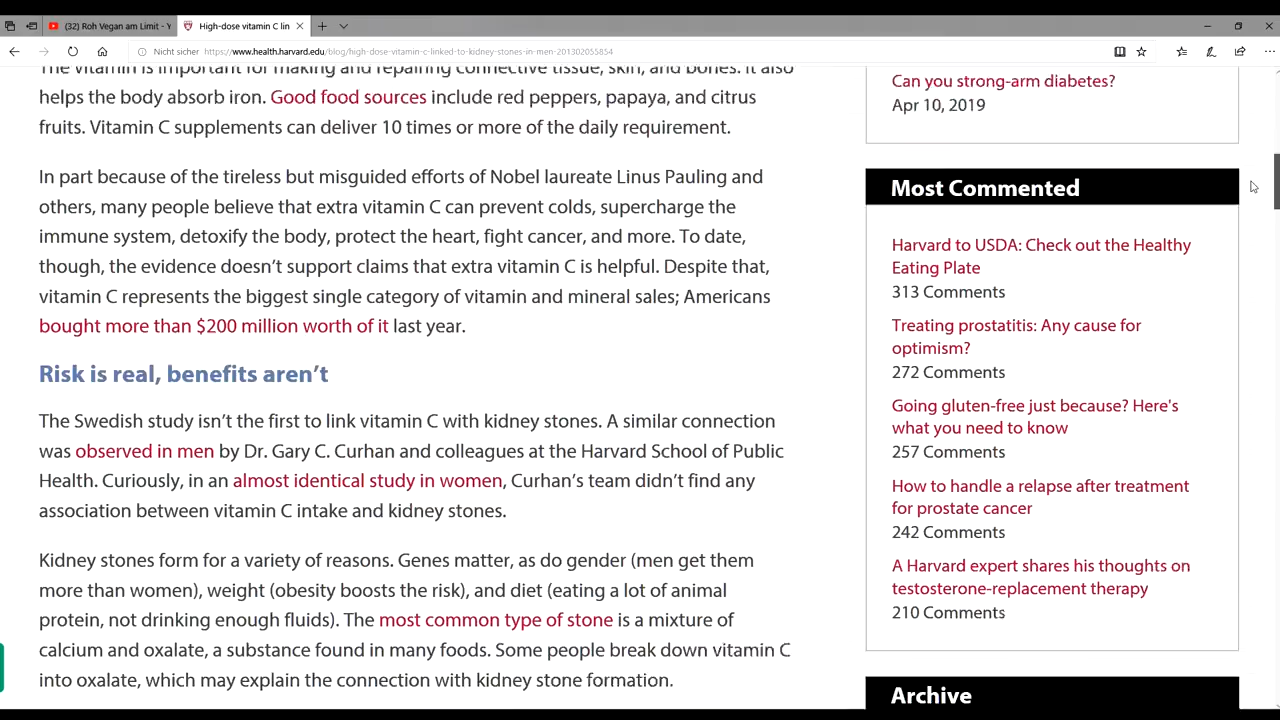 (32) Roh Vegan am Limit - Y
High-dose vitamin C lin
Nicht sicher https://www.health.harvard.edu/blog/high-dose-vitamin-c-linked-to-kidney-stones-in-men-201302055854
The vitamin is important for making and repairing connective tissue, skin, and bones. It also
helps the body absorb iron. Good food sources include red peppers, papaya, and citrus
fruits. Vitamin C supplements can deliver 10 times or more of the daily requirement.
In part because of the tireless but misguided efforts of Nobel laureate Linus Pauling and
others, many people believe that extra vitamin C can prevent colds, supercharge the
immune system, detoxify the body, protect the heart, fight cancer, and more. To date,
though, the evidence doesn’t support claims that extra vitamin C is helpful. Despite that,
vitamin C represents the biggest single category of vitamin and mineral sales; Americans
bought more than $200 million worth of it last year.
Risk is real, benefits aren’t
The Swedish study isn’t the first to link vitamin C with kidney stones. A similar connection
was observed in men by Dr. Gary C. Curhan and colleagues at the Harvard School of Public
Health. Curiously, in an almost identical study in women, Curhan’s team didn’t find any
association between vitamin C intake and kidney stones.
Kidney stones form for a variety of reasons. Genes matter, as do gender (men get them
more than women), weight (obesity boosts the risk), and diet (eating a lot of animal
protein, not drinking enough fluids). The most common type of stone is a mixture of
calcium and oxalate, a substance found in many foods. Some people break down vitamin C
into oxalate, which may explain the connection with kidney stone formation.
Can you strong-arm diabetes?
Apr 10, 2019
Most Commented
Harvard to USDA: Check out the Healthy
Eating Plate
313 Comments
Treating prostatitis: Any cause for
optimism?
272 Comments
Going gluten-free just because? Here's
what you need to know
257 Comments
How to handle a relapse after treatment
for prostate cancer
242 Comments
A Harvard expert shares his thoughts on
testosterone-replacement therapy
210 Comments
Archive